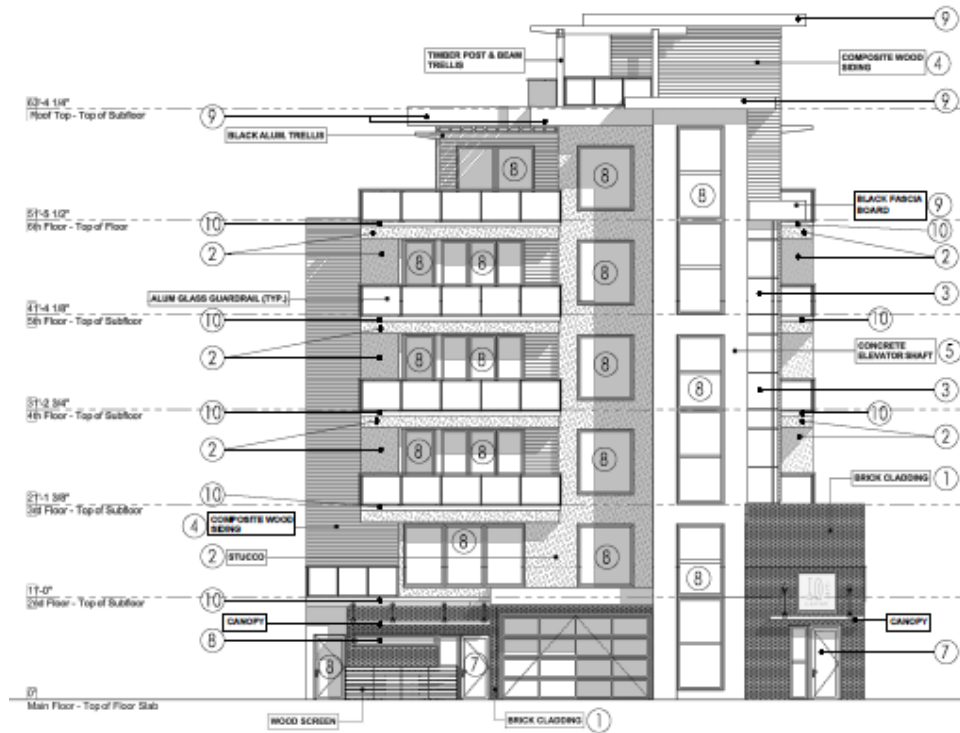 9
TIMBER POST & BEAM
TRELLIS
COMPOSITE WOOD
SIDING
4
63'-4 1/4"
Roof Top - Top of Subfloor
9
9
BLACK ALUM. TRELLIS
8
8
8
51'-5 1/2"
6th Floor - Top of Floor
BLACK FASCIA
BOARD
9
10
10
2
2
8
8
8
3
ALUM GLASS GUARDRAIL (TYP.)
41'-4 1/8"
5th Floor - Top of Subfloor
10
10
2
8
8
8
CONCRETE
ELEVATOR SHAFT
5
8
3
31'-2 3/4"
4th Floor - Top of Subfloor
10
10
2
2
8
8
8
BRICK CLADDING
1
21'-1 3/8"
3rd Floor - Top of Subfloor
10
4
COMPOSITE WOOD
SIDING
8
2
STUCCO
8
8
11'-0"
2nd Floor - Top of Subfloor
10
CANOPY
CANOPY
8
8
7
7
0"
Main Floor - Top of Floor Slab
WOOD SCREEN
BRICK CLADDING
1